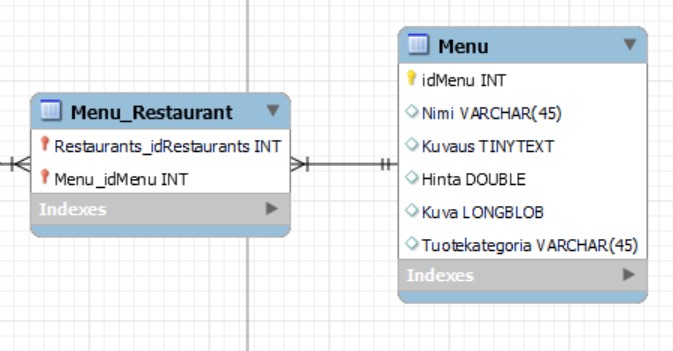 Menu_Restaurant
Restaurants_idRestaurants INT
Menu_idMenu INT
Indexes
Menu
idMenu INT
Nimi VARCHAR(45)
Kuvaus TINYTEXT
Hinta DOUBLE
Kuva LONGBLOB
Tuotekategoria VARCHAR(45)
Indexes